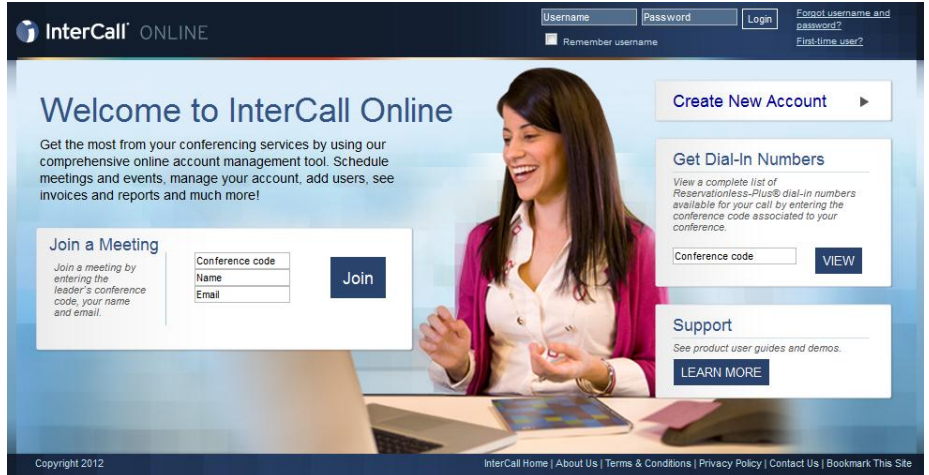 InterCall ONLINE
Username Password Login
Forgot username and
password?
Remember username
First-time user?
Welcome to InterCall Online
Get the most from your conferencing services by using our
comprehensive online account management tool. Schedule
meetings and events, manage your account, add users, see
invoices and reports and much more!
Join a Meeting
Join a meeting by
entering the
leader's conference
code, your name
and email.
Conference code
Name
Email
Join
Create New Account
Get Dial-In Numbers
View a complete list of
Reservationless-Plus® dial-in numbers
available for your call by entering the
conference code associated to your
conference.
Conference code
VIEW
Support
See product user guides and demos.
LEARN MORE
Copyright 2012
InterCall Home | About Us | Terms & Conditions | Privacy Policy | Contact Us | Bookmark This Site